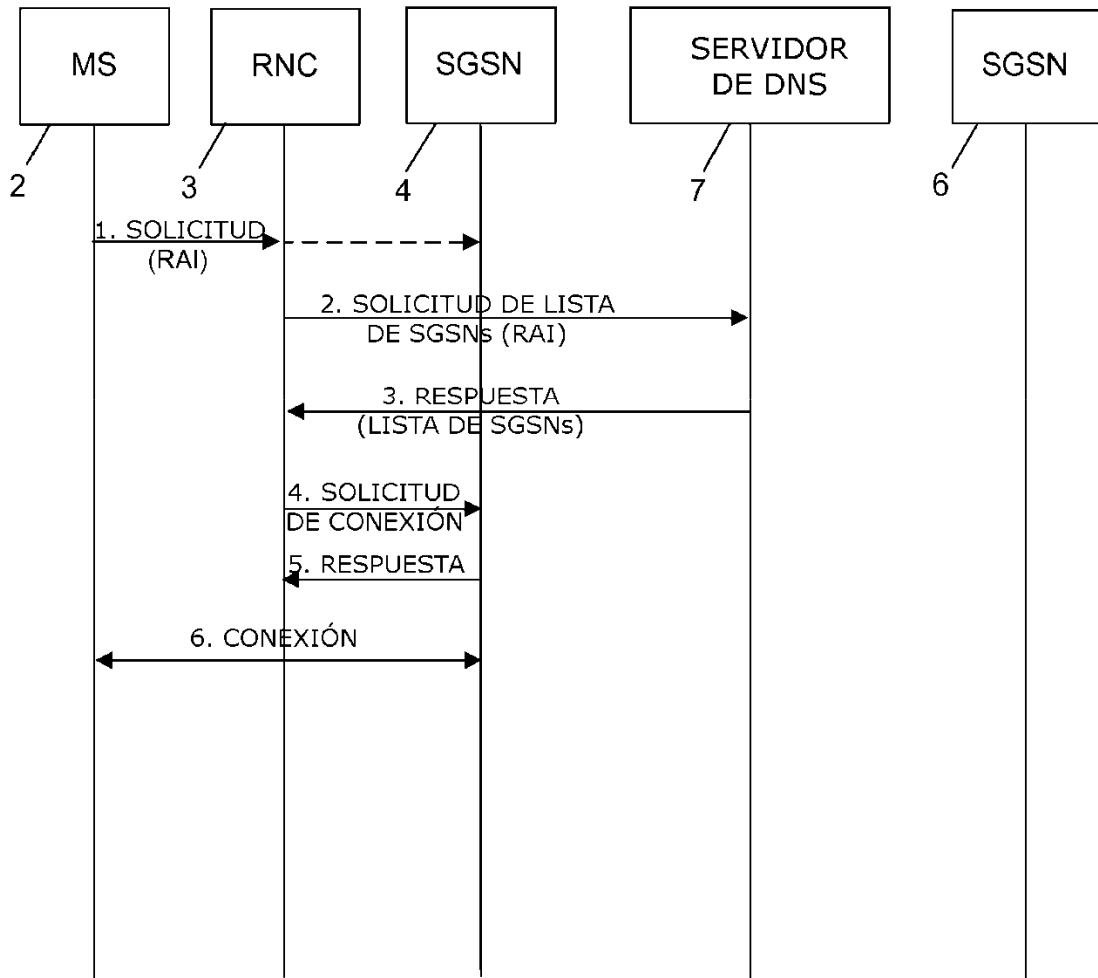 MS
RNC
SGSN
SERVIDOR
DE DNS
SGSN
2
3
4
7
6
1. SOLICITUD
(RAI)
2. SOLICITUD DE LISTA
DE SGSNs (RAI)
3. RESPUESTA
(LISTA DE SGSNs)
4. SOLICITUD
DE CONEXIÓN
5. RESPUESTA
6. CONEXIÓN